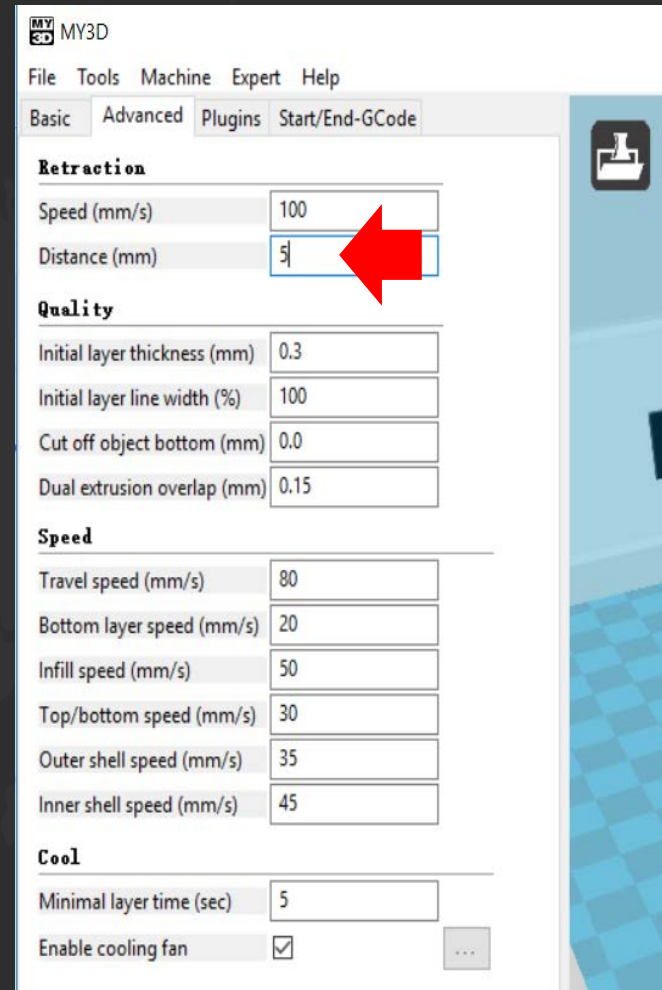 MY
3D MY3D
File Tools Machine Expert Help
Basic Advanced Plugins Start/End-GCode
Retraction
Speed (mm/s) 100
Distance (mm) 5
Quality
Initial layer thickness (mm) 0.3
Initial layer line width (%) 100
Cut off object bottom (mm) 0.0
Dual extrusion overlap (mm) 0.15
Speed
Travel speed (mm/s) 80
Bottom layer speed (mm/s) 20
Infill speed (mm/s) 50
Top/bottom speed (mm/s) 30
Outer shell speed (mm/s) 35
Inner shell speed (mm/s) 45
Cool
Minimal layer time (sec) 5
Enable cooling fan ...